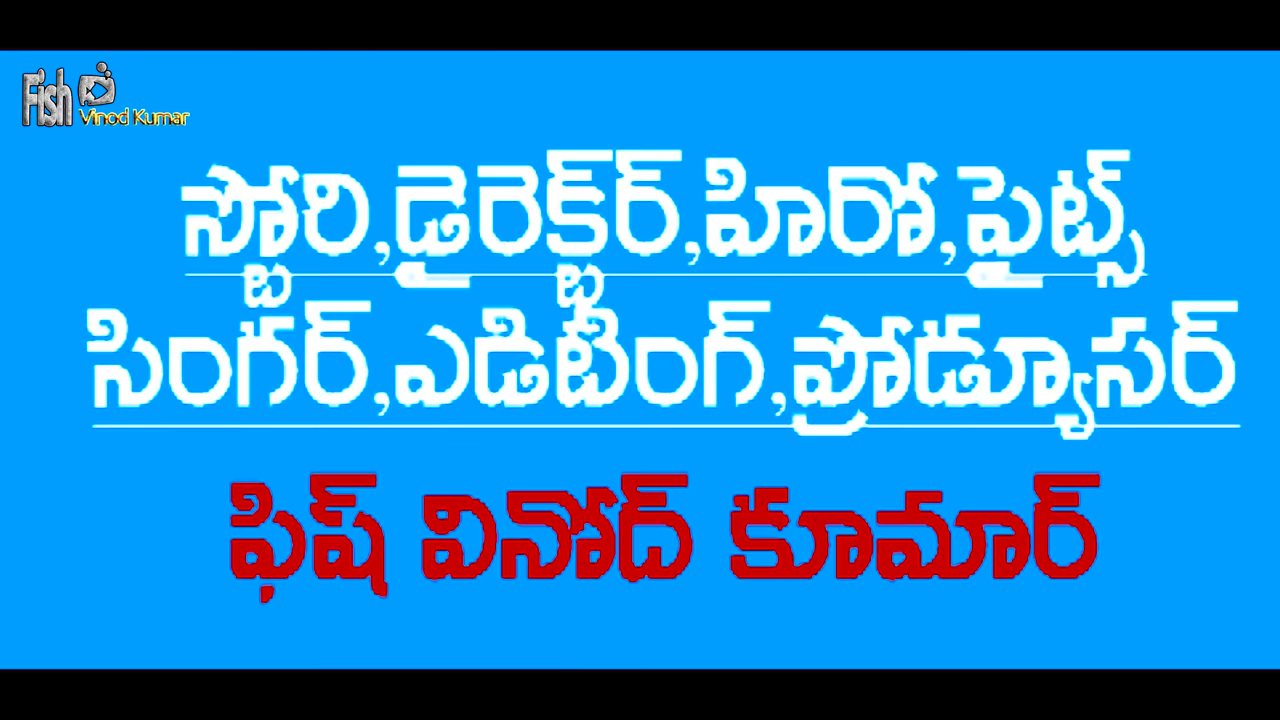 Fish
Vinod Kumar
స్టోరి,డైరెక్ట్టర్,హిరో,ఫైట్స్
సింగర్,ఎడిటింగ్,ప్రోడ్యూసర్
ఫిష్ వినోద్ కూమార్